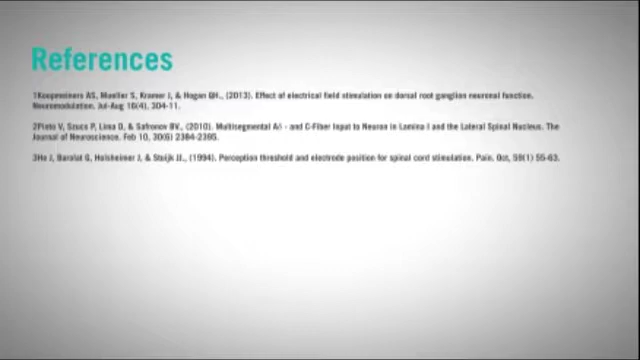 References
1Koopmeiners AS, Mueller S, Kramer J, & Hogan QH., (2013). Effect of electrical field stimulation on dorsal root ganglion neuronal function.
Neuromodulation. Jul-Aug 16(4), 304-11.
2Pinto V, Szucs P, Lima D, & Safronov BV., (2010). Multisegmental Aδ - and C-Fiber Input to Neuron in Lamina I and the Lateral Spinal Nucleus. The
Journal of Neuroscience. Feb 10, 30(6) 2384-2395.
3He J, Barolat G, Holsheimer J, & Stuijk JJ., (1994). Perception threshold and electrode position for spinal cord stimulation. Pain. Oct, 59(1) 55-63.